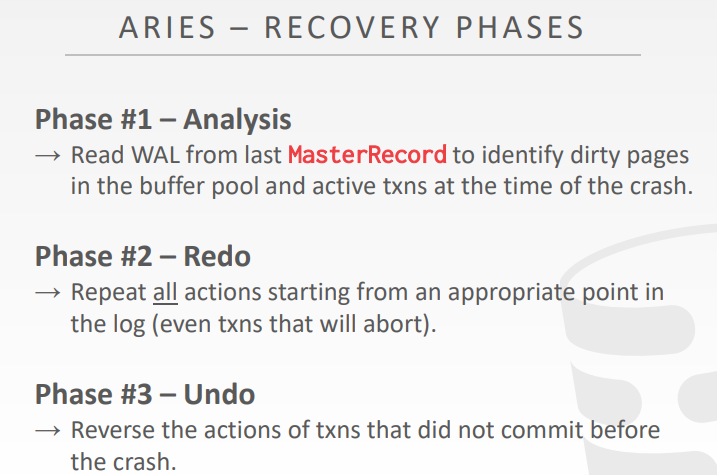 ARIES – RECOVERY PHASES
Phase #1 – Analysis
→ Read WAL from last MasterRecord to identify dirty pages
in the buffer pool and active txns at the time of the crash.
Phase #2 – Redo
→ Repeat all actions starting from an appropriate point in
the log (even txns that will abort).
Phase #3 – Undo
→ Reverse the actions of txns that did not commit before
the crash.